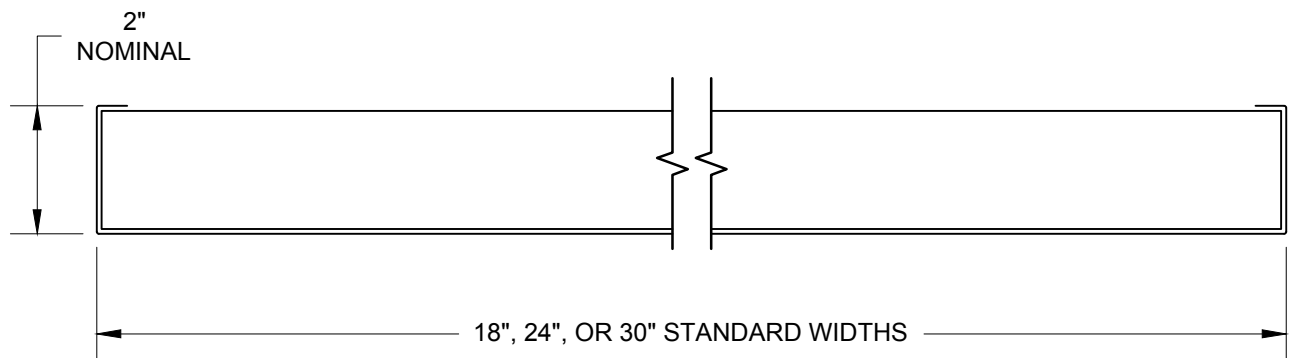 2"
NOMINAL
18", 24", OR 30" STANDARD WIDTHS